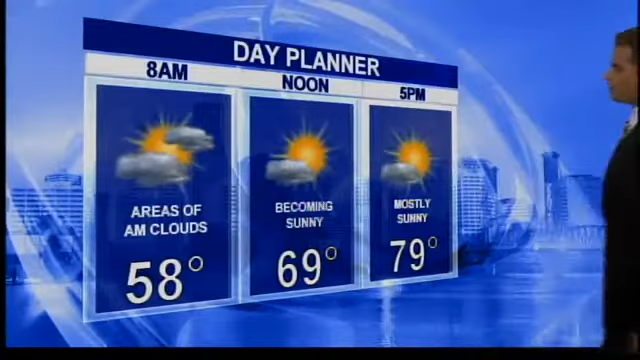 DAY PLANNER
8AM
NOON
5PM
AREAS OF
AM CLOUDS
58°
BECOMING
SUNNY
69°
MOSTLY
SUNNY
79°